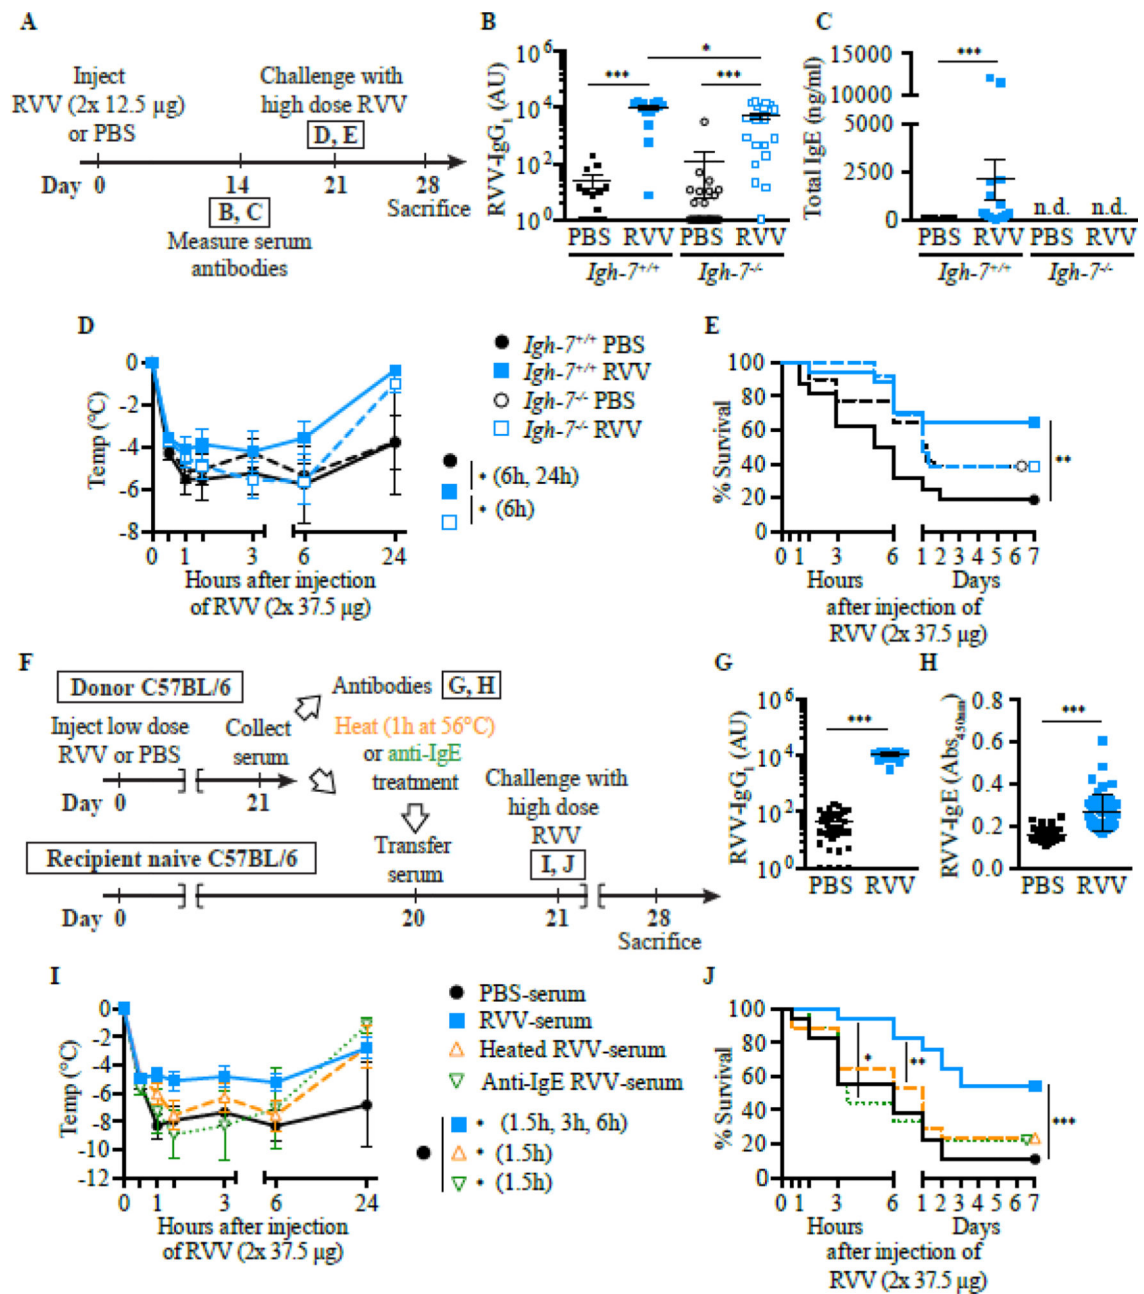 A
Inject
RVV (2x 12.5 µg)
or PBS
Challenge with
high dose RVV
D, E
Day 0 14 21 28
B, C
Sacrifice
Measure serum
antibodies
B
RVV-IgG1 (AU)
10^6
10^4
10^2
10^0
*
*** ***
PBS RVV PBS RVV
Igh-7+/+ Igh-7-/-
C
Total IgE (ng/ml)
15000
10000
5000
2500
0
***
n.d. n.d.
PBS RVV PBS RVV
Igh-7+/+ Igh-7-/-
D
Temp (°C)
0
-2
-4
-6
-8
0 1 3 6 24
Hours after injection
of RVV (2x 37.5 µg)
Igh-7+/+ PBS
Igh-7+/+ RVV
Igh-7-/- PBS
Igh-7-/- RVV
* (6h, 24h)
* (6h)
E
% Survival
100
80
60
40
20
0
**
0 1 3 6 1 2 3 4 5 6 7
Hours Days
after injection of
RVV (2x 37.5 µg)
F
Donor C57BL/6
Inject low dose
RVV or PBS
Collect
serum
Antibodies G, H
Heat (1h at 56°C)
or anti-IgE
treatment
Day 0 21
Challenge with
high dose
RVV
I, J
Transfer
serum
Recipient naive C57BL/6
Day 0 20 21 28
Sacrifice
G
RVV-IgG1 (AU)
10^6
10^4
10^2
10^0
***
PBS RVV
H
RVV-IgE (Abs450nm)
0.8
0.6
0.4
0.2
0.0
***
PBS RVV
I
Temp (°C)
0
-2
-4
-6
-8
-10
-12
0 1 3 6 24
Hours after injection
of RVV (2x 37.5 µg)
PBS-serum
RVV-serum
Heated RVV-serum
Anti-IgE RVV-serum
* (1.5h, 3h, 6h)
* (1.5h)
* (1.5h)
J
% Survival
100
80
60
40
20
0
* ** ***
0 1 3 6 1 2 3 4 5 6 7
Hours Days
after injection of
RVV (2x 37.5 µg)